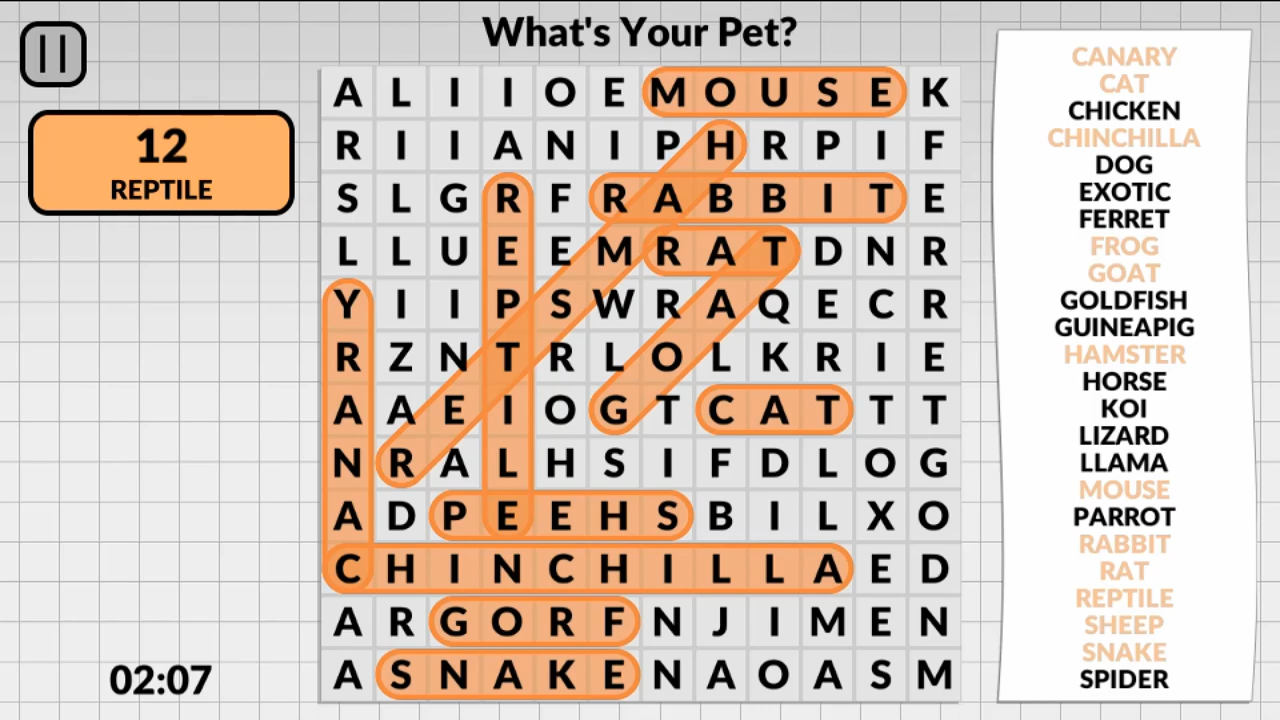 What's Your Pet?
12
REPTILE
02:07
A L I I O E M O U S E K
R I I A N I P H R P I F
S L G R F R A B B I T E
L L U E E M R A T D N R
Y I I P S W R A Q E C R
R Z N T R L O L K R I E
A A E I O G T C A T T T
N R A L H S I F D L O G
A D P E E H S B I L X O
C H I N C H I L L A E D
A R G O R F N J I M E N
A S N A K E N A O A S M
CANARY
CAT
CHICKEN
CHINCHILLA
DOG
EXOTIC
FERRET
FROG
GOAT
GOLDFISH
GUINEAPIG
HAMSTER
HORSE
KOI
LIZARD
LLAMA
MOUSE
PARROT
RABBIT
RAT
REPTILE
SHEEP
SNAKE
SPIDER